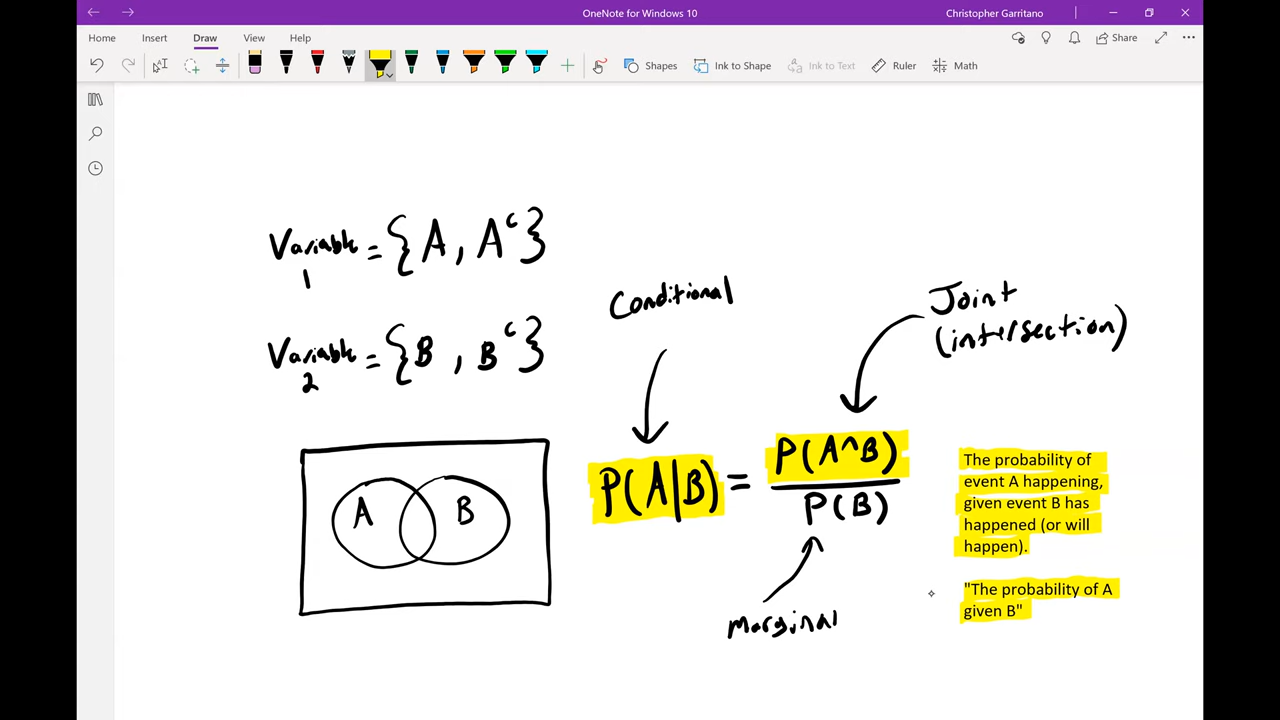 OneNote for Windows 10
Christopher Garritano
Home Insert Draw View Help
Share
Shapes Ink to Shape Ink to Text Ruler Math
Variable 1 = {A, Aᶜ}
Variable 2 = {B, Bᶜ}
Conditional
Joint
(intersection)
A B
P(A|B) = P(A^B)
P(B)
marginal
The probability of
event A happening,
given event B has
happened (or will
happen).
"The probability of A
given B"